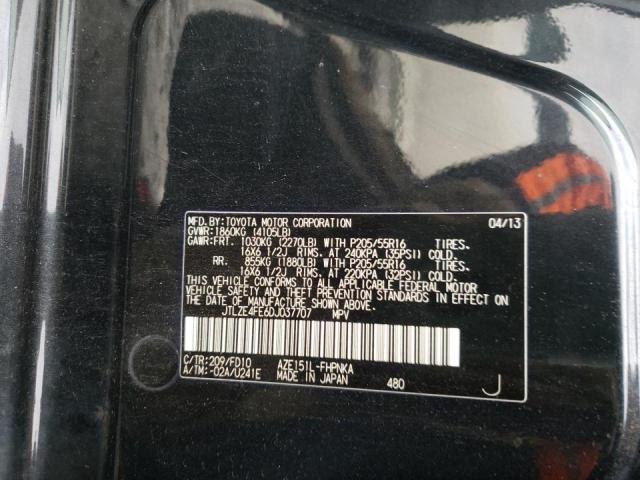 MFD.BY:TOYOTA MOTOR CORPORATION 04/13
GVWR:1860KG (4105LB)
GAWR:FRT. 1030KG (2270LB) WITH P205/55R16 TIRES.
16X6 1/2J RIMS. AT 240KPA (35PSI) COLD.
RR. 855KG (1880LB) WITH P205/55R16 TIRES.
16X6 1/2J RIMS. AT 220KPA (32PSI) COLD.
THIS VEHICLE CONFORMS TO ALL APPLICABLE FEDERAL MOTOR
VEHICLE SAFETY AND THEFT PREVENTION STANDARDS IN EFFECT ON
THE DATE OF MANUFACTURE SHOWN ABOVE.
JTLZE4FE6DJ037707 MPV
C/TR:209/FD10 AZE151L-FHPNKA
A/TM:-02A/U241E MADE IN JAPAN 480 J